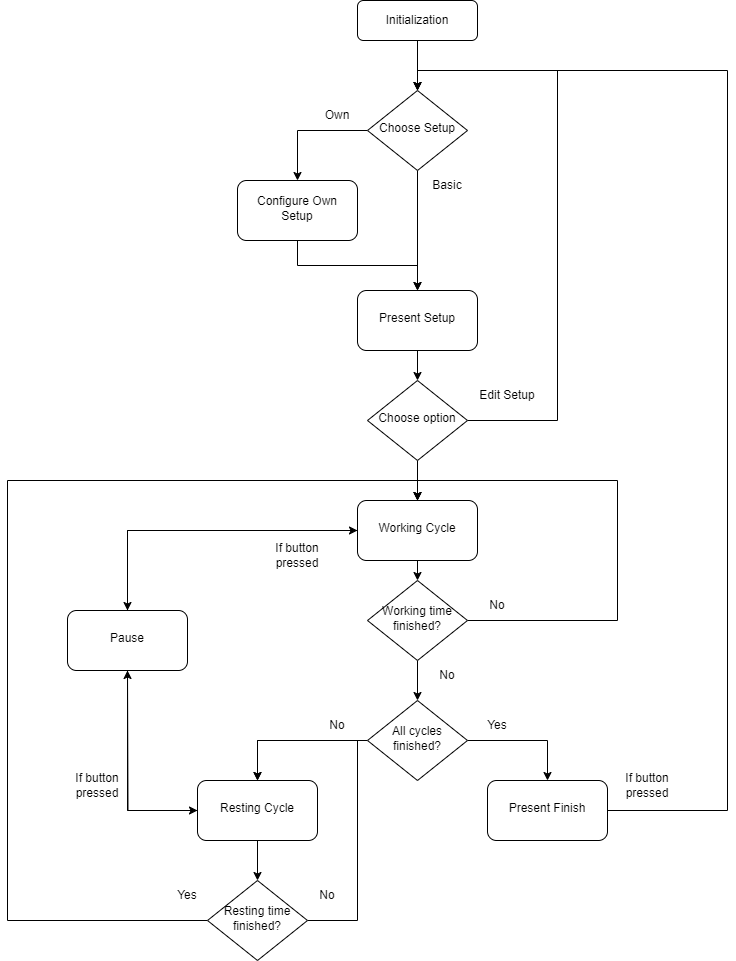 Initialization
Own
Choose Setup
Basic
Configure Own
Setup
Present Setup
Edit Setup
Choose option
Working Cycle
If button
pressed
No
Working time
finished?
Pause
No
No
All cycles
finished?
Yes
If button
pressed
Resting Cycle
Present Finish
If button
pressed
Yes
No
Resting time
finished?